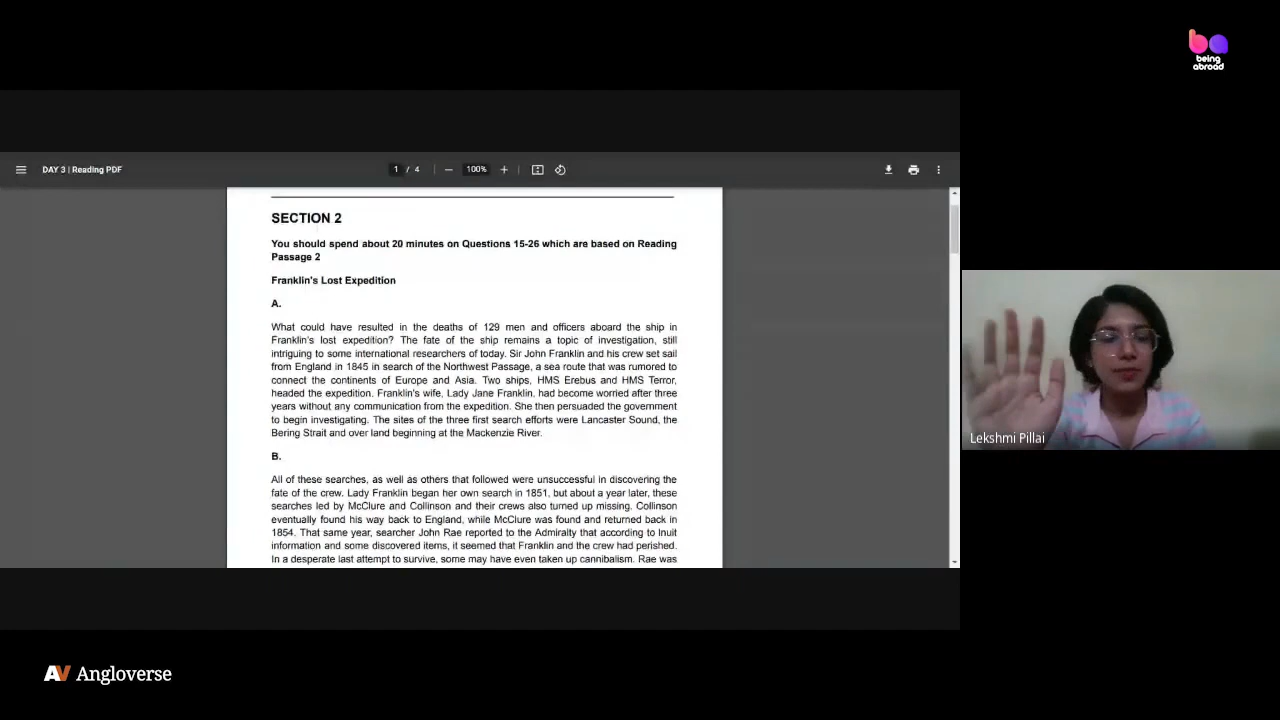 being
abroad
DAY 3 | Reading PDF
1 / 4
100%
SECTION 2
You should spend about 20 minutes on Questions 15-26 which are based on Reading
Passage 2
Franklin's Lost Expedition
A.
What could have resulted in the deaths of 129 men and officers aboard the ship in
Franklin's lost expedition? The fate of the ship remains a topic of investigation, still
intriguing to some international researchers of today. Sir John Franklin and his crew set sail
from England in 1845 in search of the Northwest Passage, a sea route that was rumored to
connect the continents of Europe and Asia. Two ships, HMS Erebus and HMS Terror,
headed the expedition. Franklin's wife, Lady Jane Franklin, had become worried after three
years without any communication from the expedition. She then persuaded the government
to begin investigating. The sites of the three first search efforts were Lancaster Sound, the
Bering Strait and over land beginning at the Mackenzie River.
B.
All of these searches, as well as others that followed were unsuccessful in discovering the
fate of the crew. Lady Franklin began her own search in 1851, but about a year later, these
searches led by McClure and Collinson and their crews also turned up missing. Collinson
eventually found his way back to England, while McClure was found and returned back in
1854. That same year, searcher John Rae reported to the Admiralty that according to Inuit
information and some discovered items, it seemed that Franklin and the crew had perished.
In a desperate last attempt to survive, some may have even taken up cannibalism. Rae was
Lekshmi Pillai
AV Angloverse